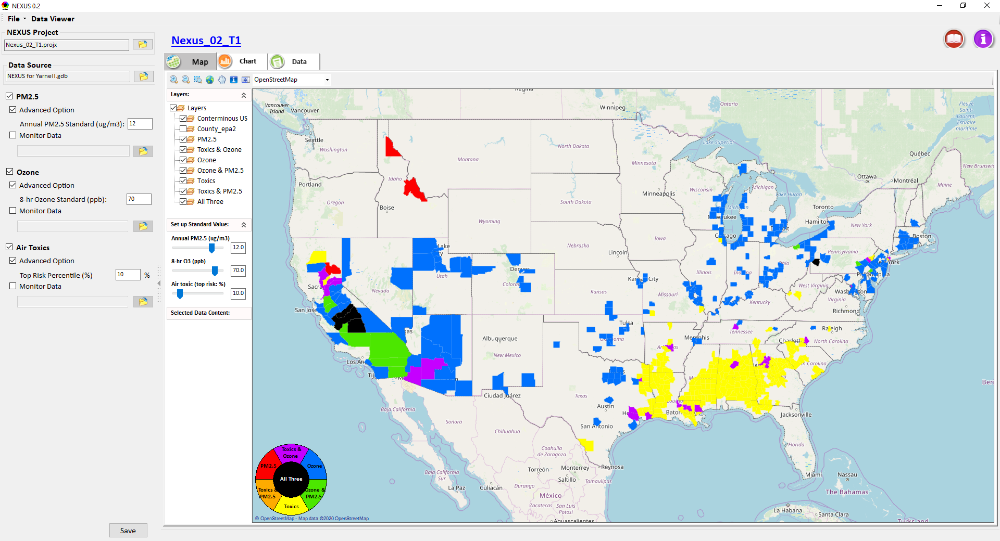 NEXUS 0.2
File
Data Viewer
NEXUS Project
Nexus_02_T1.projx
Data Source
NEXUS for Yarnell.gdb
PM2.5
Advanced Option
Annual PM2.5 Standard (ug/m3): 12
Monitor Data
Ozone
Advanced Option
8-hr Ozone Standard (ppb): 70
Monitor Data
Air Toxics
Advanced Option
Top Risk Percentile (%) 10 %
Monitor Data
Save
Nexus_02_T1
Map
Chart
Data
OpenStreetMap
Layers:
Layers
Conterminous US
County_epa2
PM2.5
Toxics & Ozone
Ozone
Ozone & PM2.5
Toxics
Toxics & PM2.5
All Three
Set up Standard Value:
Annual PM2.5 (ug/m3)
12.0
8-hr O3 (ppb)
70.0
Air toxic (top risk: %)
10.0
Selected Data Content:
Regina
Vancouver Island
Vancouver
Winnipeg
Ontario
Fleuve
Saint-
Laurent,
Estuaire
maritime
Seattle
Washington
Montana
North Dakota
Minnesota
Lake Superior
Québec
New Brunswick
Ottawa
Montréal
Maine
Portland
Idaho
Oregon
Boise
South Dakota
Minneapolis
Wisconsin
Michigan
Lake Huron
Toronto
Hamilton
New York
Boston
Wyoming
Nebraska
Iowa
Lincoln
Chicago
Pennsylvania
Philadelphia
Denver
Utah
Nevada
Kansas
Kansas City
Missouri
Illinois
Kentucky
West Virginia
Virginia
Washington
Richmond
San Jose
Tulsa
Albuquerque
New Mexico
Memphis
Tennessee
Raleigh
North Carolina
Texas
Ciudad Juárez
Austin
San Antonio
Jacksonville
Florida
Miami
Nassau
The Bahamas
Baja California
Sonora
Chihuahua
Coahuila
de Zaragoza
Torreón
Monterrey
Reynosa
Saltillo
Tamaulipas
Baja California
Sur
La Paz
Culiacán
Durango
México
Zacatecas
San Luis
Potosí
Aguascalientes
La Habana
Santa Clara
Turks and
Toxics &
Ozone
PM2.5
Ozone
All Three
Toxics &
PM2.5
Ozone &
PM2.5
Toxics
© OpenStreetMap - Map data ©2020 OpenStreetMap